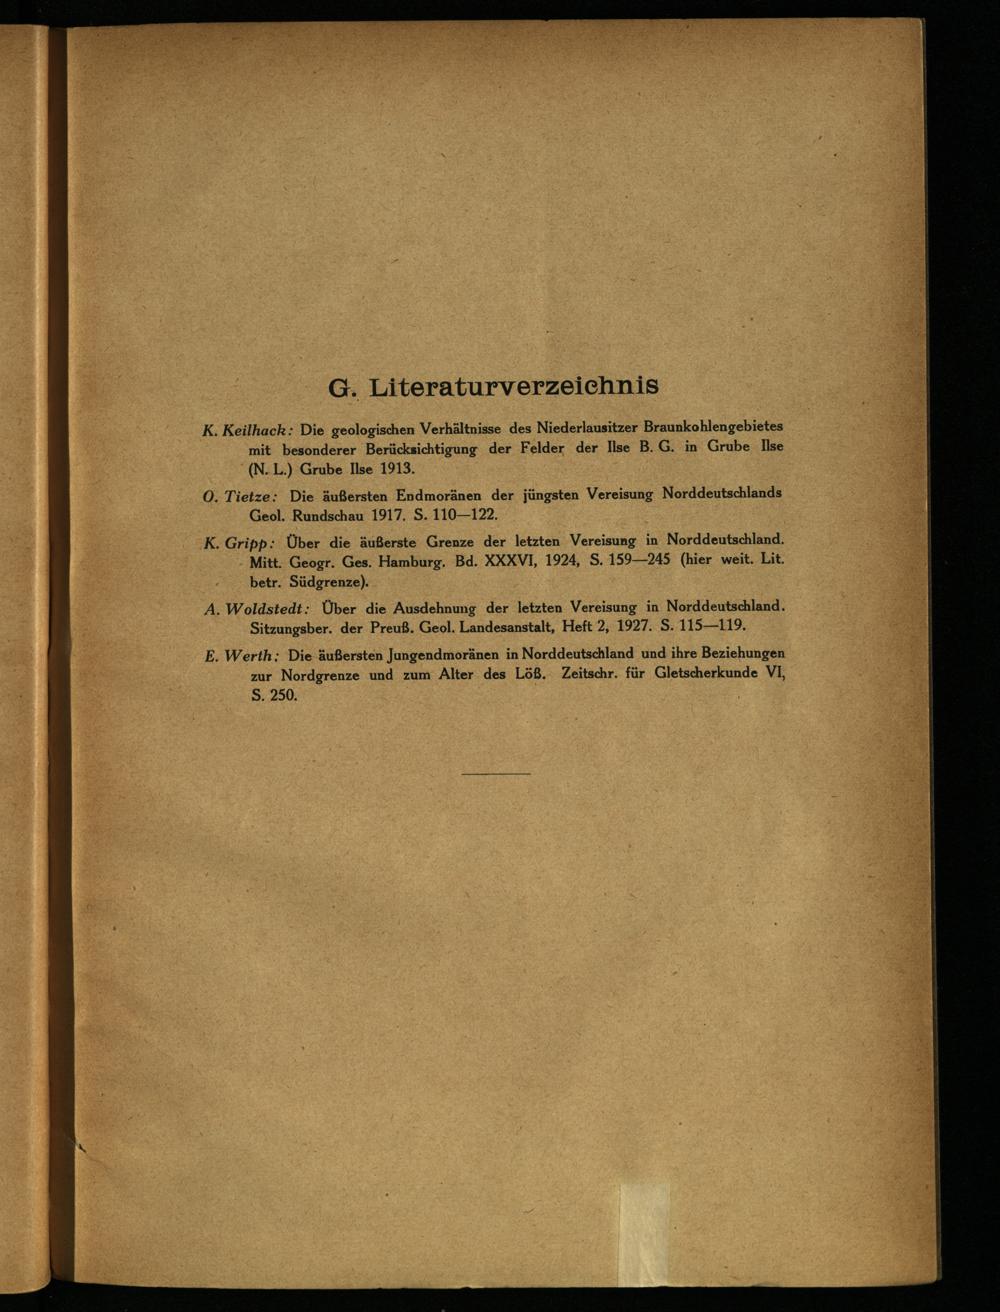 G. Literaturverzeichnis
K. Keilhack: Die geologischen Verhältnisse des Niederlausitzer Braunkohlengebietes
mit besonderer Berücksichtigung der Felder der Ilse B. G. in Grube Ilse
(N. L.) Grube Ilse 1913.
O. Tietze: Die äußersten Endmoränen der jüngsten Vereisung Norddeutschlands
Geol. Rundschau 1917. S. 110—122.
K. Gripp: Über die äußerste Grenze der letzten Vereisung in Norddeutschland.
Mitt. Geogr. Ges. Hamburg. Bd. XXXVI, 1924, S. 159—245 (hier weit. Lit.
betr. Südgrenze).
A. Woldstedt: Über die Ausdehnung der letzten Vereisung in Norddeutschland.
Sitzungsber. der Preuß. Geol. Landesanstalt, Heft 2, 1927. S. 115—119.
E. Werth: Die äußersten Jungendmoränen in Norddeutschland und ihre Beziehungen
zur Nordgrenze und zum Alter des Löß. Zeitschr. für Gletscherkunde VI,
S. 250.